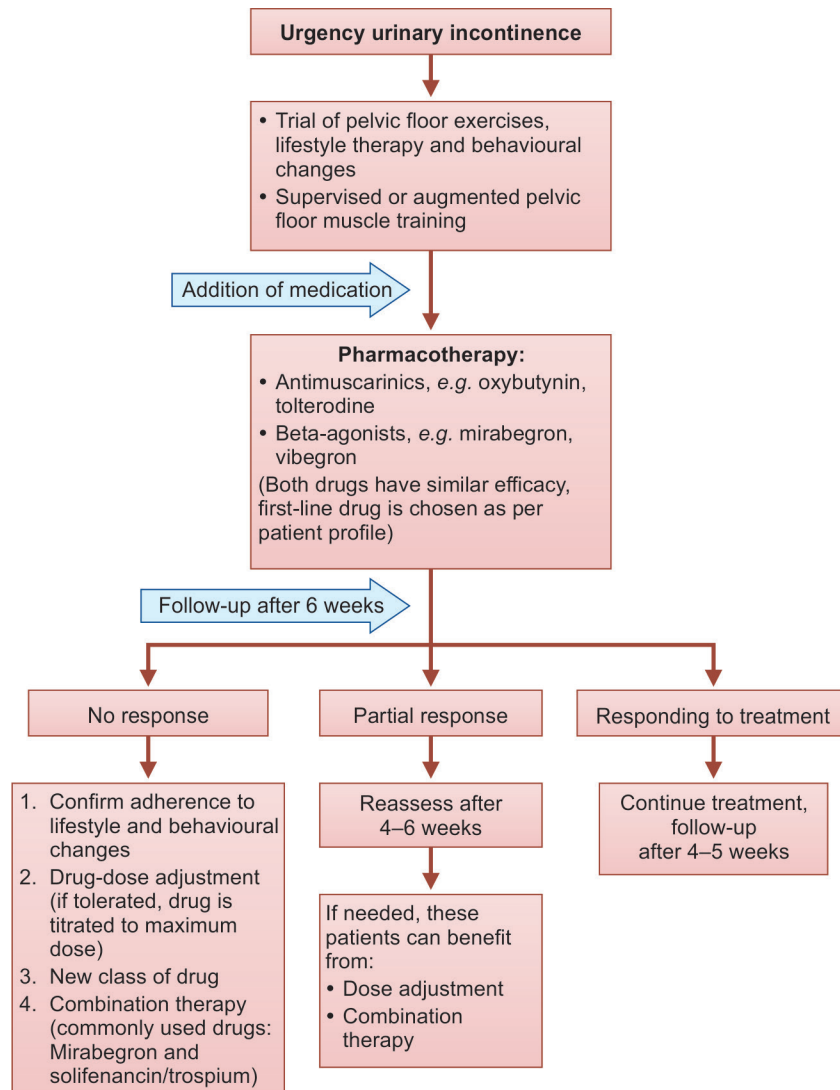 Urgency urinary incontinence
• Trial of pelvic floor exercises,
lifestyle therapy and behavioural
changes
• Supervised or augmented pelvic
floor muscle training
Addition of medication
Pharmacotherapy:
• Antimuscarinics, e.g. oxybutynin,
tolterodine
• Beta-agonists, e.g. mirabegron,
vibegron
(Both drugs have similar efficacy,
first-line drug is chosen as per
patient profile)
Follow-up after 6 weeks
No response
1. Confirm adherence to
lifestyle and behavioural
changes
2. Drug-dose adjustment
(if tolerated, drug is
titrated to maximum
dose)
3. New class of drug
4. Combination therapy
(commonly used drugs:
Mirabegron and
solifenancin/trospium)
Partial response
Reassess after
4–6 weeks
If needed, these
patients can benefit
from:
• Dose adjustment
• Combination
therapy
Responding to treatment
Continue treatment,
follow-up
after 4–5 weeks